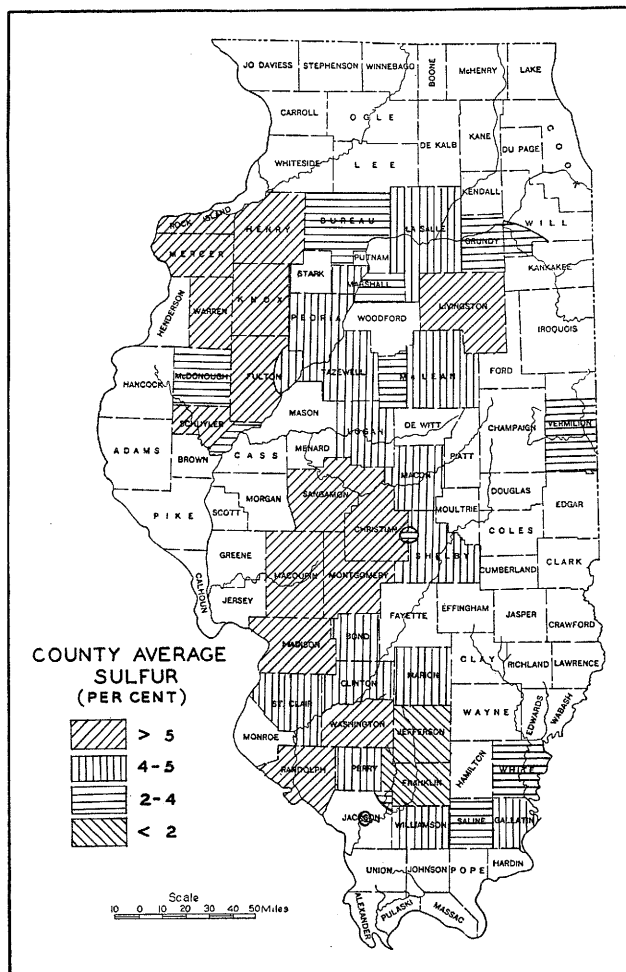 JO DAVIESS STEPHENSON WINNEBAGO BOONE McHENRY LAKE
CARROLL OGLE DE KALB KANE COOK
DU PAGE
WHITESIDE LEE
KENDALL
ROCK ISLAND HENRY BUREAU LA SALLE GRUNDY WILL
MERCER PUTNAM
KANKAKEE
STARK MARSHALL
HENDERSON WARREN KNOX PEORIA WOODFORD LIVINGSTON IROQUOIS
HANCOCK McDONOUGH FULTON TAZEWELL McLEAN FORD
MASON
SCHUYLER LOGAN DE WITT CHAMPAIGN VERMILION
ADAMS BROWN CASS MENARD PIATT
MACON
SANGAMON
MORGAN DOUGLAS
PIKE SCOTT CHRISTIAN MOULTRIE COLES EDGAR
GREENE SHELBY
MACOUPIN MONTGOMERY CUMBERLAND CLARK
CALHOUN JERSEY
FAYETTE EFFINGHAM JASPER CRAWFORD
MADISON BOND
CLAY RICHLAND LAWRENCE
CLINTON MARION
ST. CLAIR
WASHINGTON JEFFERSON WAYNE EDWARDS WABASH
MONROE
RANDOLPH PERRY FRANKLIN HAMILTON WHITE
JACKSON WILLIAMSON SALINE GALLATIN
UNION JOHNSON POPE HARDIN
ALEXANDER PULASKI MASSAC
COUNTY AVERAGE
SULFUR
(PER CENT)
> 5
4-5
2-4
< 2
Scale
10 0 10 20 30 40 50 Miles